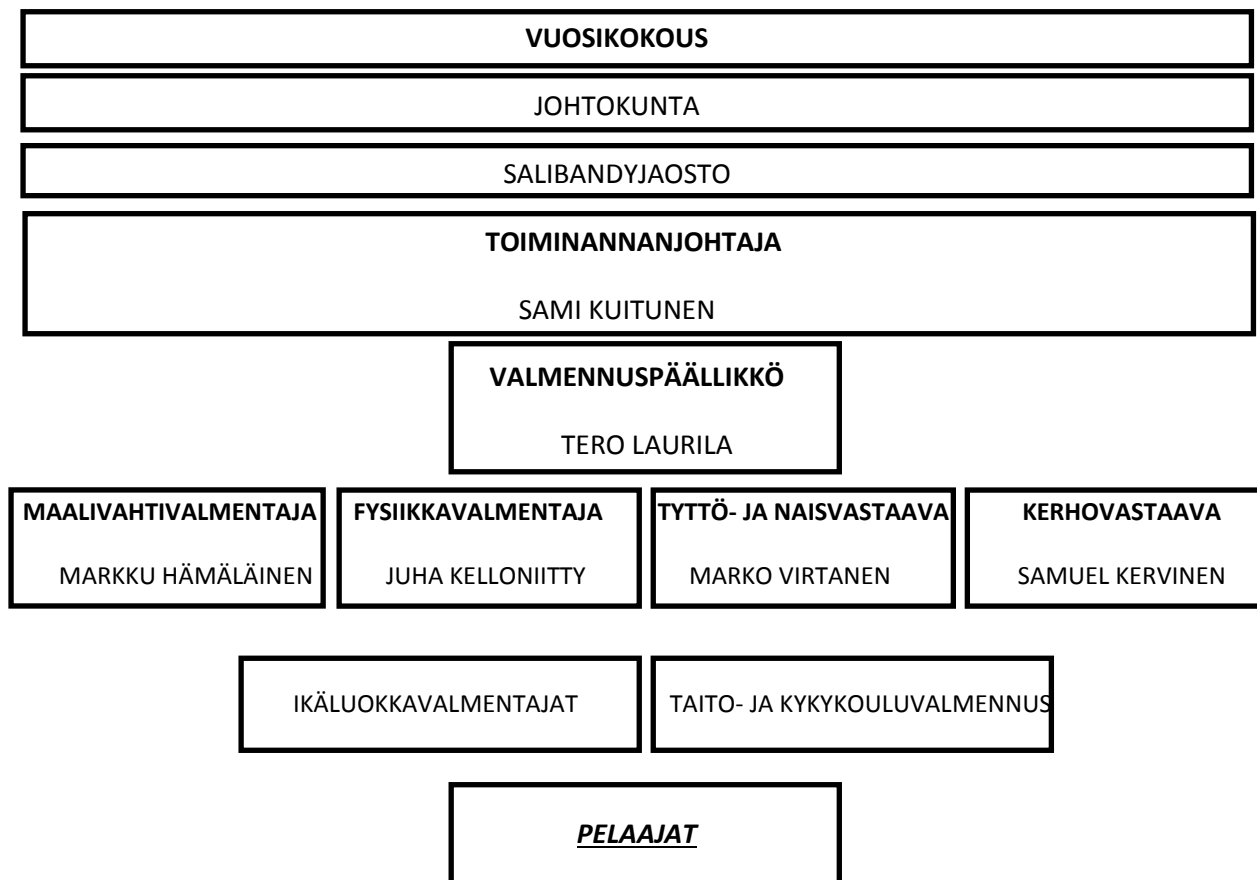 VUOSIKOKOUS
JOHTOKUNTA
SALIBANDYJAOSTO
TOIMINANNANJOHTAJA
SAMI KUITUNEN
VALMENNUSPÄÄLLIKKÖ
TERO LAURILA
MAALIVAHTIVALMENTAJA
MARKKU HÄMÄLÄINEN
FYSIIKKAVALMENTAJA
JUHA KELLONIITTY
TYTTÖ- JA NAISVASTAAVA
MARKO VIRTANEN
KERHOVASTAAVA
SAMUEL KERVINEN
IKÄLUOKKAVALMENTAJAT
TAITO- JA KYKYKOULUVALMENNUS
PELAAJAT